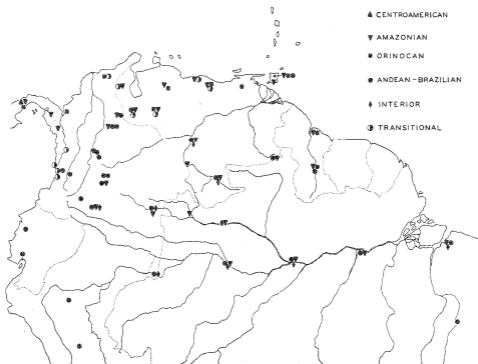 CENTROAMERICAN
AMAZONIAN
ORINOCAN
ANDEAN-BRAZILIAN
INTERIOR
TRANSITIONAL